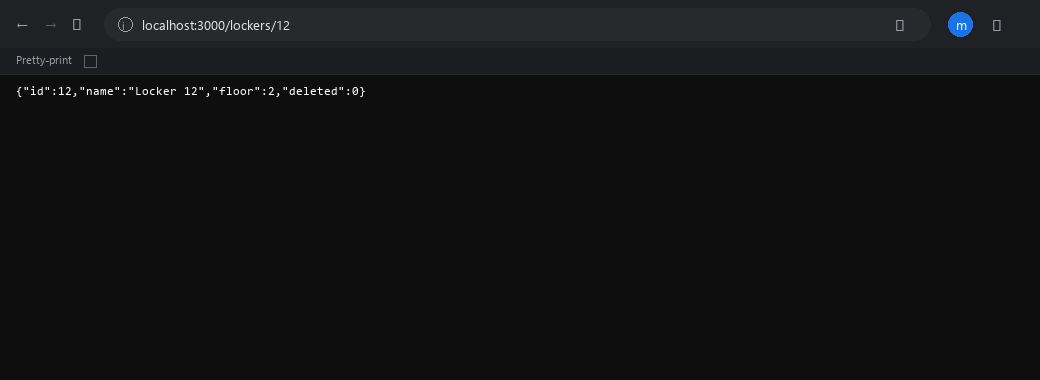 localhost:3000/lockers/12
m
Pretty-print
{"id":12,"name":"Locker 12","floor":2,"deleted":0}